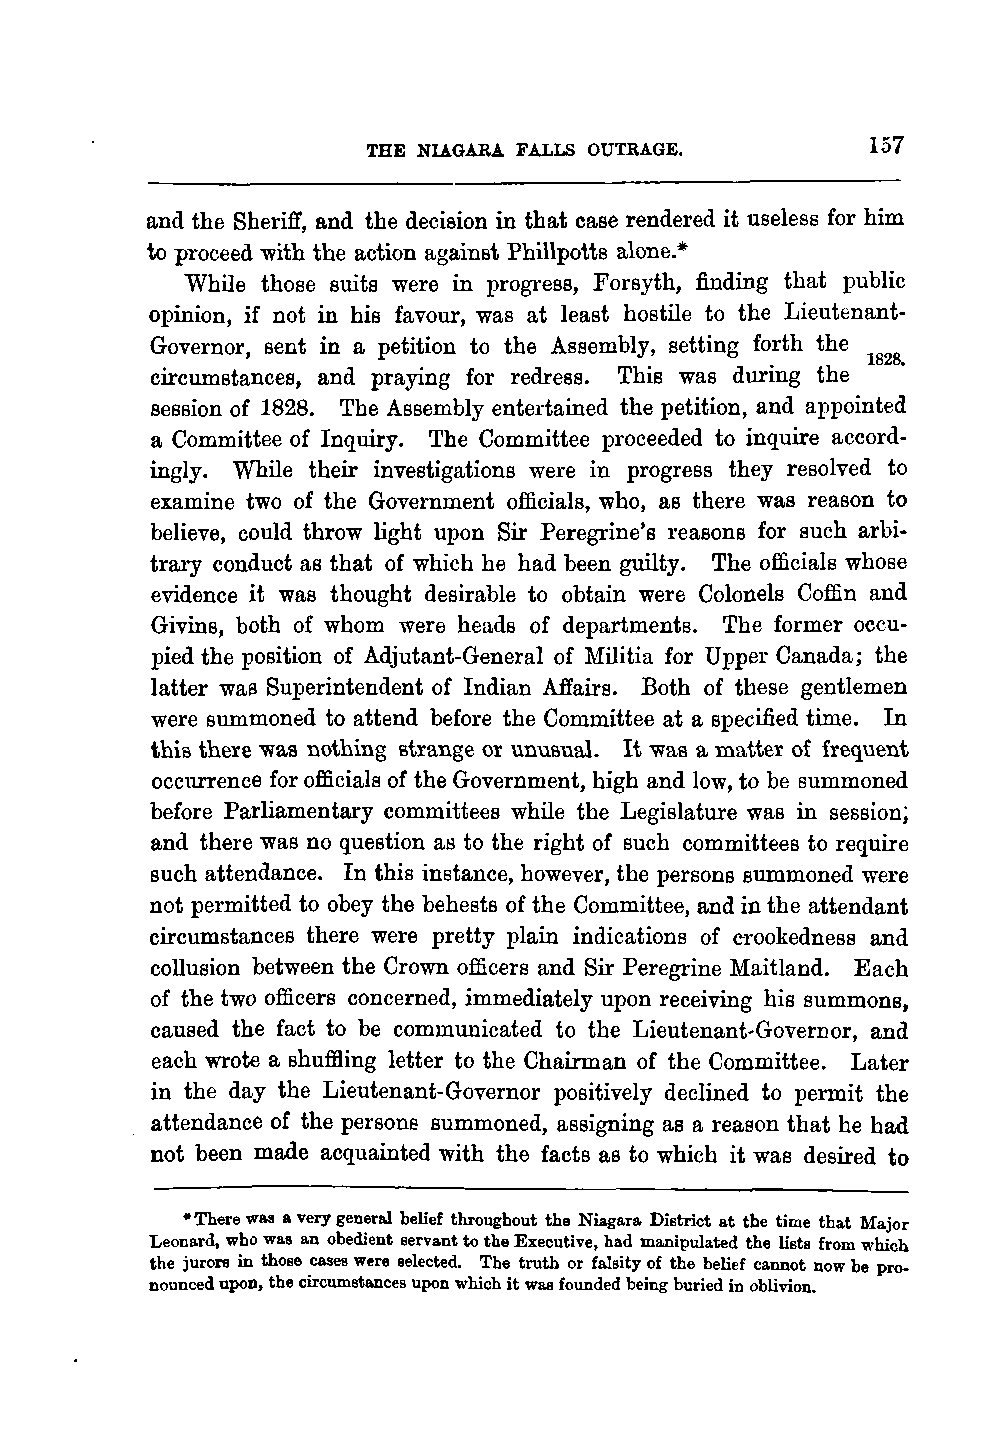 THE NIAGARA FALLS OUTRAGE. 157
and the Sheriff, and the decision in that case rendered it useless for him
to proceed with the action against Phillpotts alone.*
While those suits were in progress, Forsyth, finding that public
opinion, if not in his favour, was at least hostile to the Lieutenant-
Governor, sent in a petition to the Assembly, setting forth the
1828.
circumstances, and praying for redress. This was during the
session of 1828. The Assembly entertained the petition, and appointed
a Committee of Inquiry. The Committee proceeded to inquire accord-
ingly. While their investigations were in progress they resolved to
examine two of the Government officials, who, as there was reason to
believe, could throw light upon Sir Peregrine's reasons for such arbi-
trary conduct as that of which he had been guilty. The officials whose
evidence it was thought desirable to obtain were Colonels Coffin and
Givins, both of whom were heads of departments. The former occu-
pied the position of Adjutant-General of Militia for Upper Canada; the
latter was Superintendent of Indian Affairs. Both of these gentlemen
were summoned to attend before the Committee at a specified time. In
this there was nothing strange or unusual. It was a matter of frequent
occurrence for officials of the Government, high and low, to be summoned
before Parliamentary committees while the Legislature was in session;
and there was no question as to the right of such committees to require
such attendance. In this instance, however, the persons summoned were
not permitted to obey the behests of the Committee, and in the attendant
circumstances there were pretty plain indications of crookedness and
collusion between the Crown officers and Sir Peregrine Maitland. Each
of the two officers concerned, immediately upon receiving his summons,
caused the fact to be communicated to the Lieutenant-Governor, and
each wrote a shuffling letter to the Chairman of the Committee. Later
in the day the Lieutenant-Governor positively declined to permit the
attendance of the persons summoned, assigning as a reason that he had
not been made acquainted with the facts as to which it was desired to
*There was a very general belief throughout the Niagara District at the time that Major
Leonard, who was an obedient servant to the Executive, had manipulated the lists from which
the jurors in those cases were selected. The truth or falsity of the belief cannot now be pro-
nounced upon, the circumstances upon which it was founded being buried in oblivion.